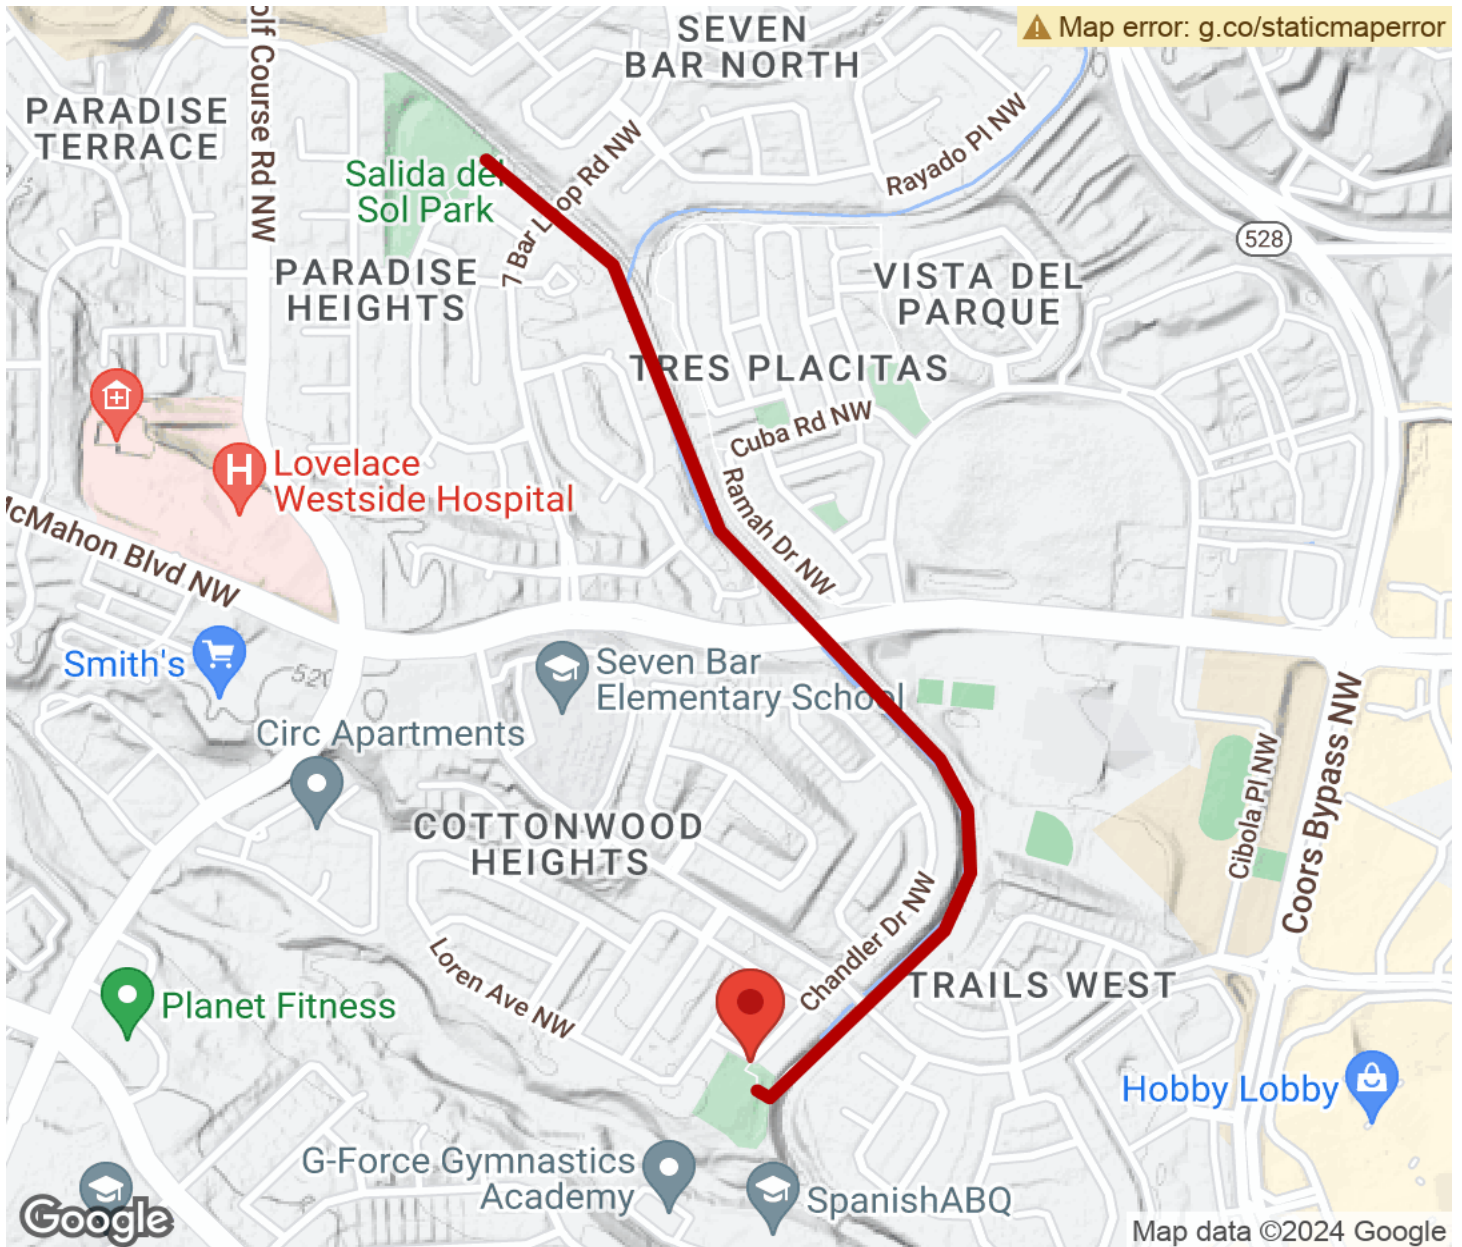 olf Course Rd NW
SEVEN
BAR NORTH
Map error: g.co/staticmaperror
PARADISE
TERRACE
Salida del
Sol Park
7 Bar Loop Rd NW
Rayado Pl NW
528
PARADISE
HEIGHTS
VISTA DEL
PARQUE
TRES PLACITAS
Cuba Rd NW
H
Lovelace
Westside Hospital
Ramah Dr NW
McMahon Blvd NW
Smith's
520
Seven Bar
Elementary School
Circ Apartments
Cibola Pl NW
Coors Bypass NW
COTTONWOOD
HEIGHTS
Chandler Dr NW
Loren Ave NW
TRAILS WEST
Planet Fitness
Hobby Lobby
G-Force Gymnastics
Academy
SpanishABQ
Google
Map data ©2024 Google